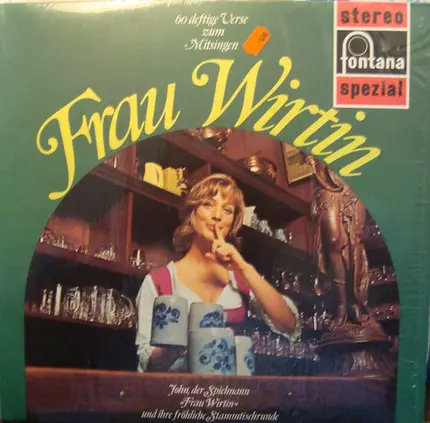 60 deftige Verse
zum
Mitsingen
stereo
fontana
spezial
Frau Wirtin
John, der Spielmann
»Frau Wirtin«
und ihre fröhliche Stammtischrunde